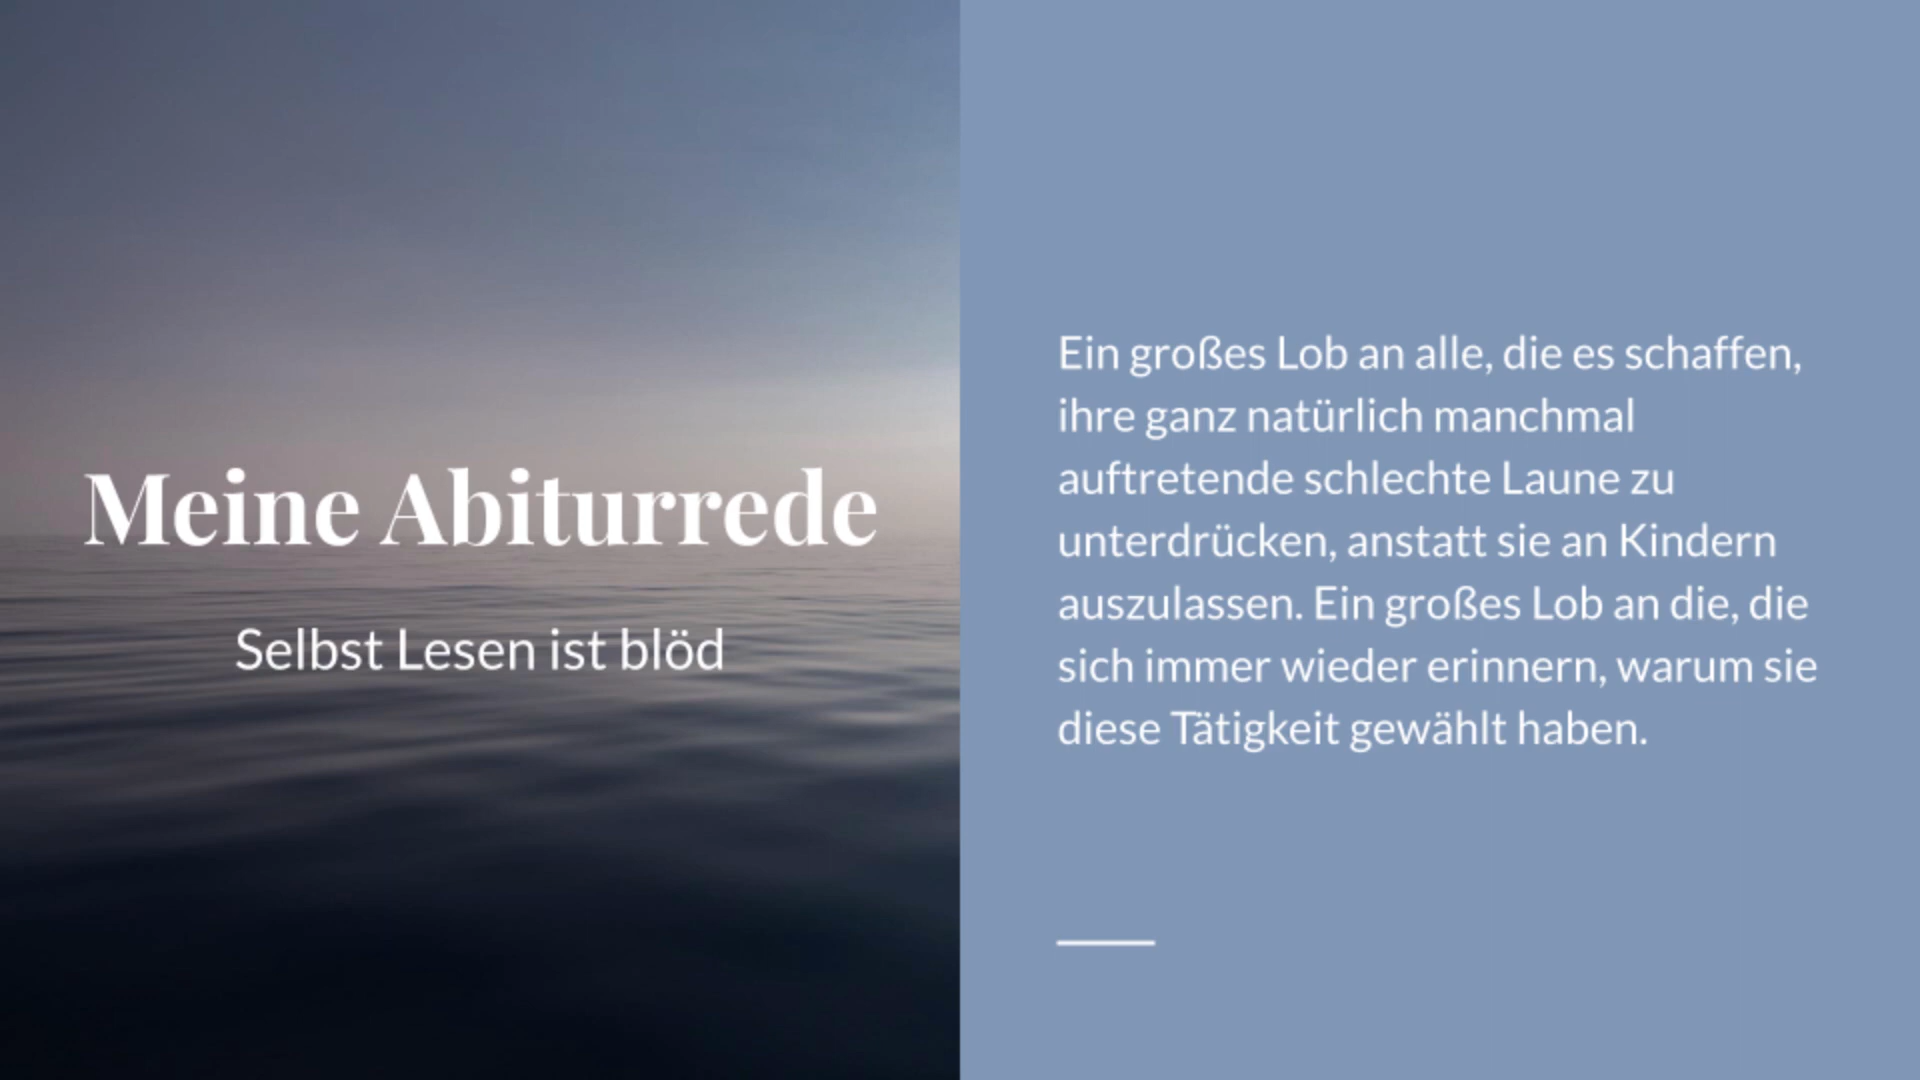 Meine Abiturrede
Selbst Lesen ist blöd
Ein großes Lob an alle, die es schaffen,
ihre ganz natürlich manchmal
auftretende schlechte Laune zu
unterdrücken, anstatt sie an Kindern
auszulassen. Ein großes Lob an die, die
sich immer wieder erinnern, warum sie
diese Tätigkeit gewählt haben.